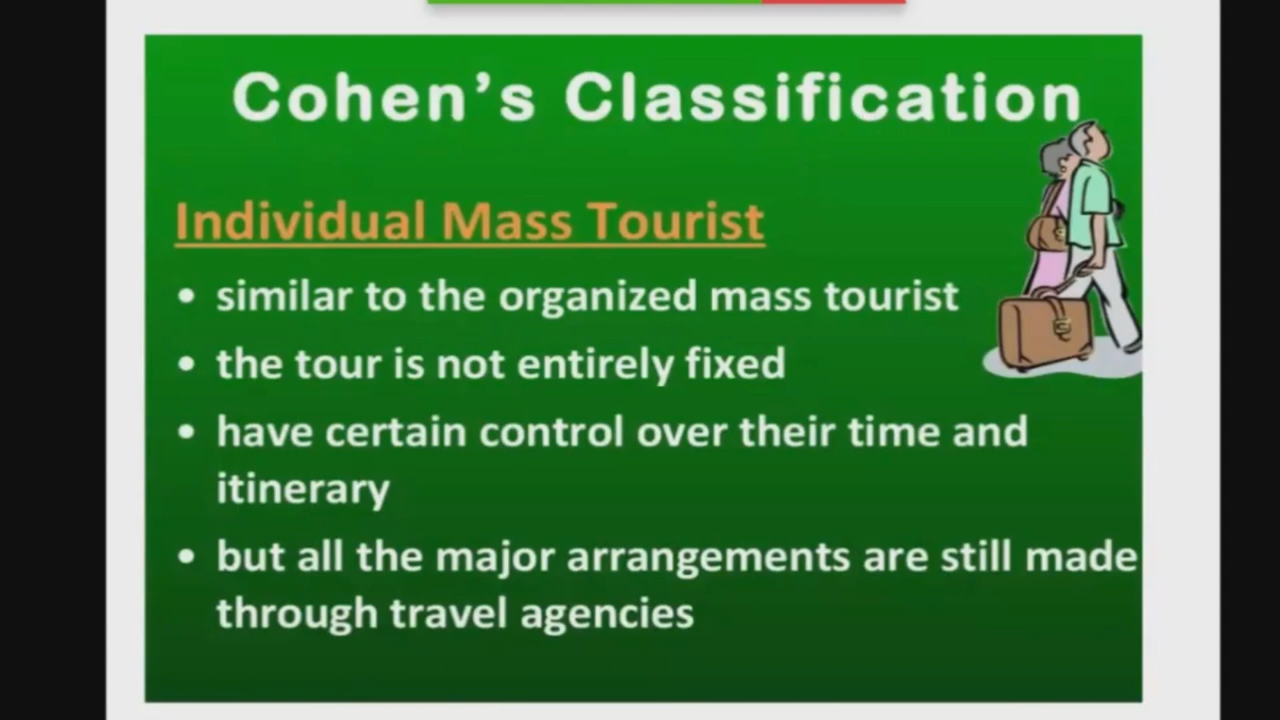 Cohen's Classification
Individual Mass Tourist
• similar to the organized mass tourist
• the tour is not entirely fixed
• have certain control over their time and
itinerary
• but all the major arrangements are still made
through travel agencies